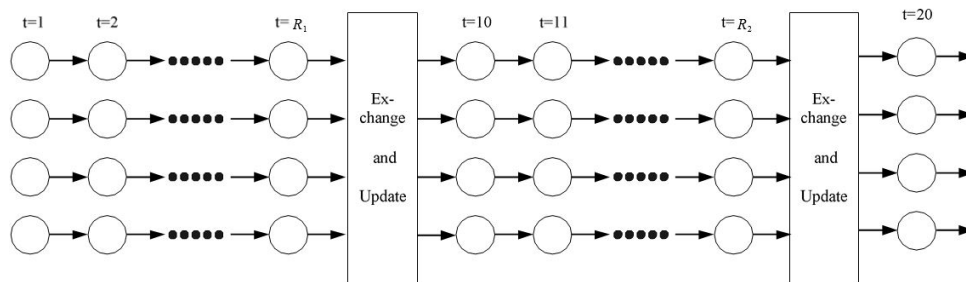 t=1
t=2
t= R₁
t=10
t=11
t= R₂
t=20
Ex-
change
and
Update
Ex-
change
and
Update